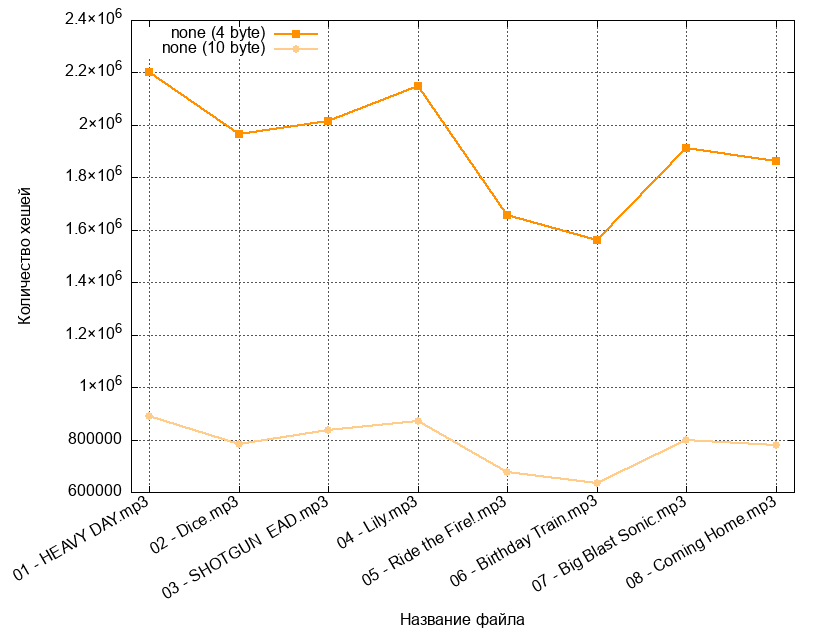 none (4 byte)
none (10 byte)
2.4×10⁶
2.2×10⁶
2×10⁶
1.8×10⁶
1.6×10⁶
1.4×10⁶
1.2×10⁶
1×10⁶
800000
600000
Количество хешей
01 - HEAVY DAY.mp3
02 - Dice.mp3
03 - SHOTGUN  EAD.mp3
04 - Lily.mp3
05 - Ride the Fire!.mp3
06 - Birthday Train.mp3
07 - Big Blast Sonic.mp3
08 - Coming Home.mp3
Название файла